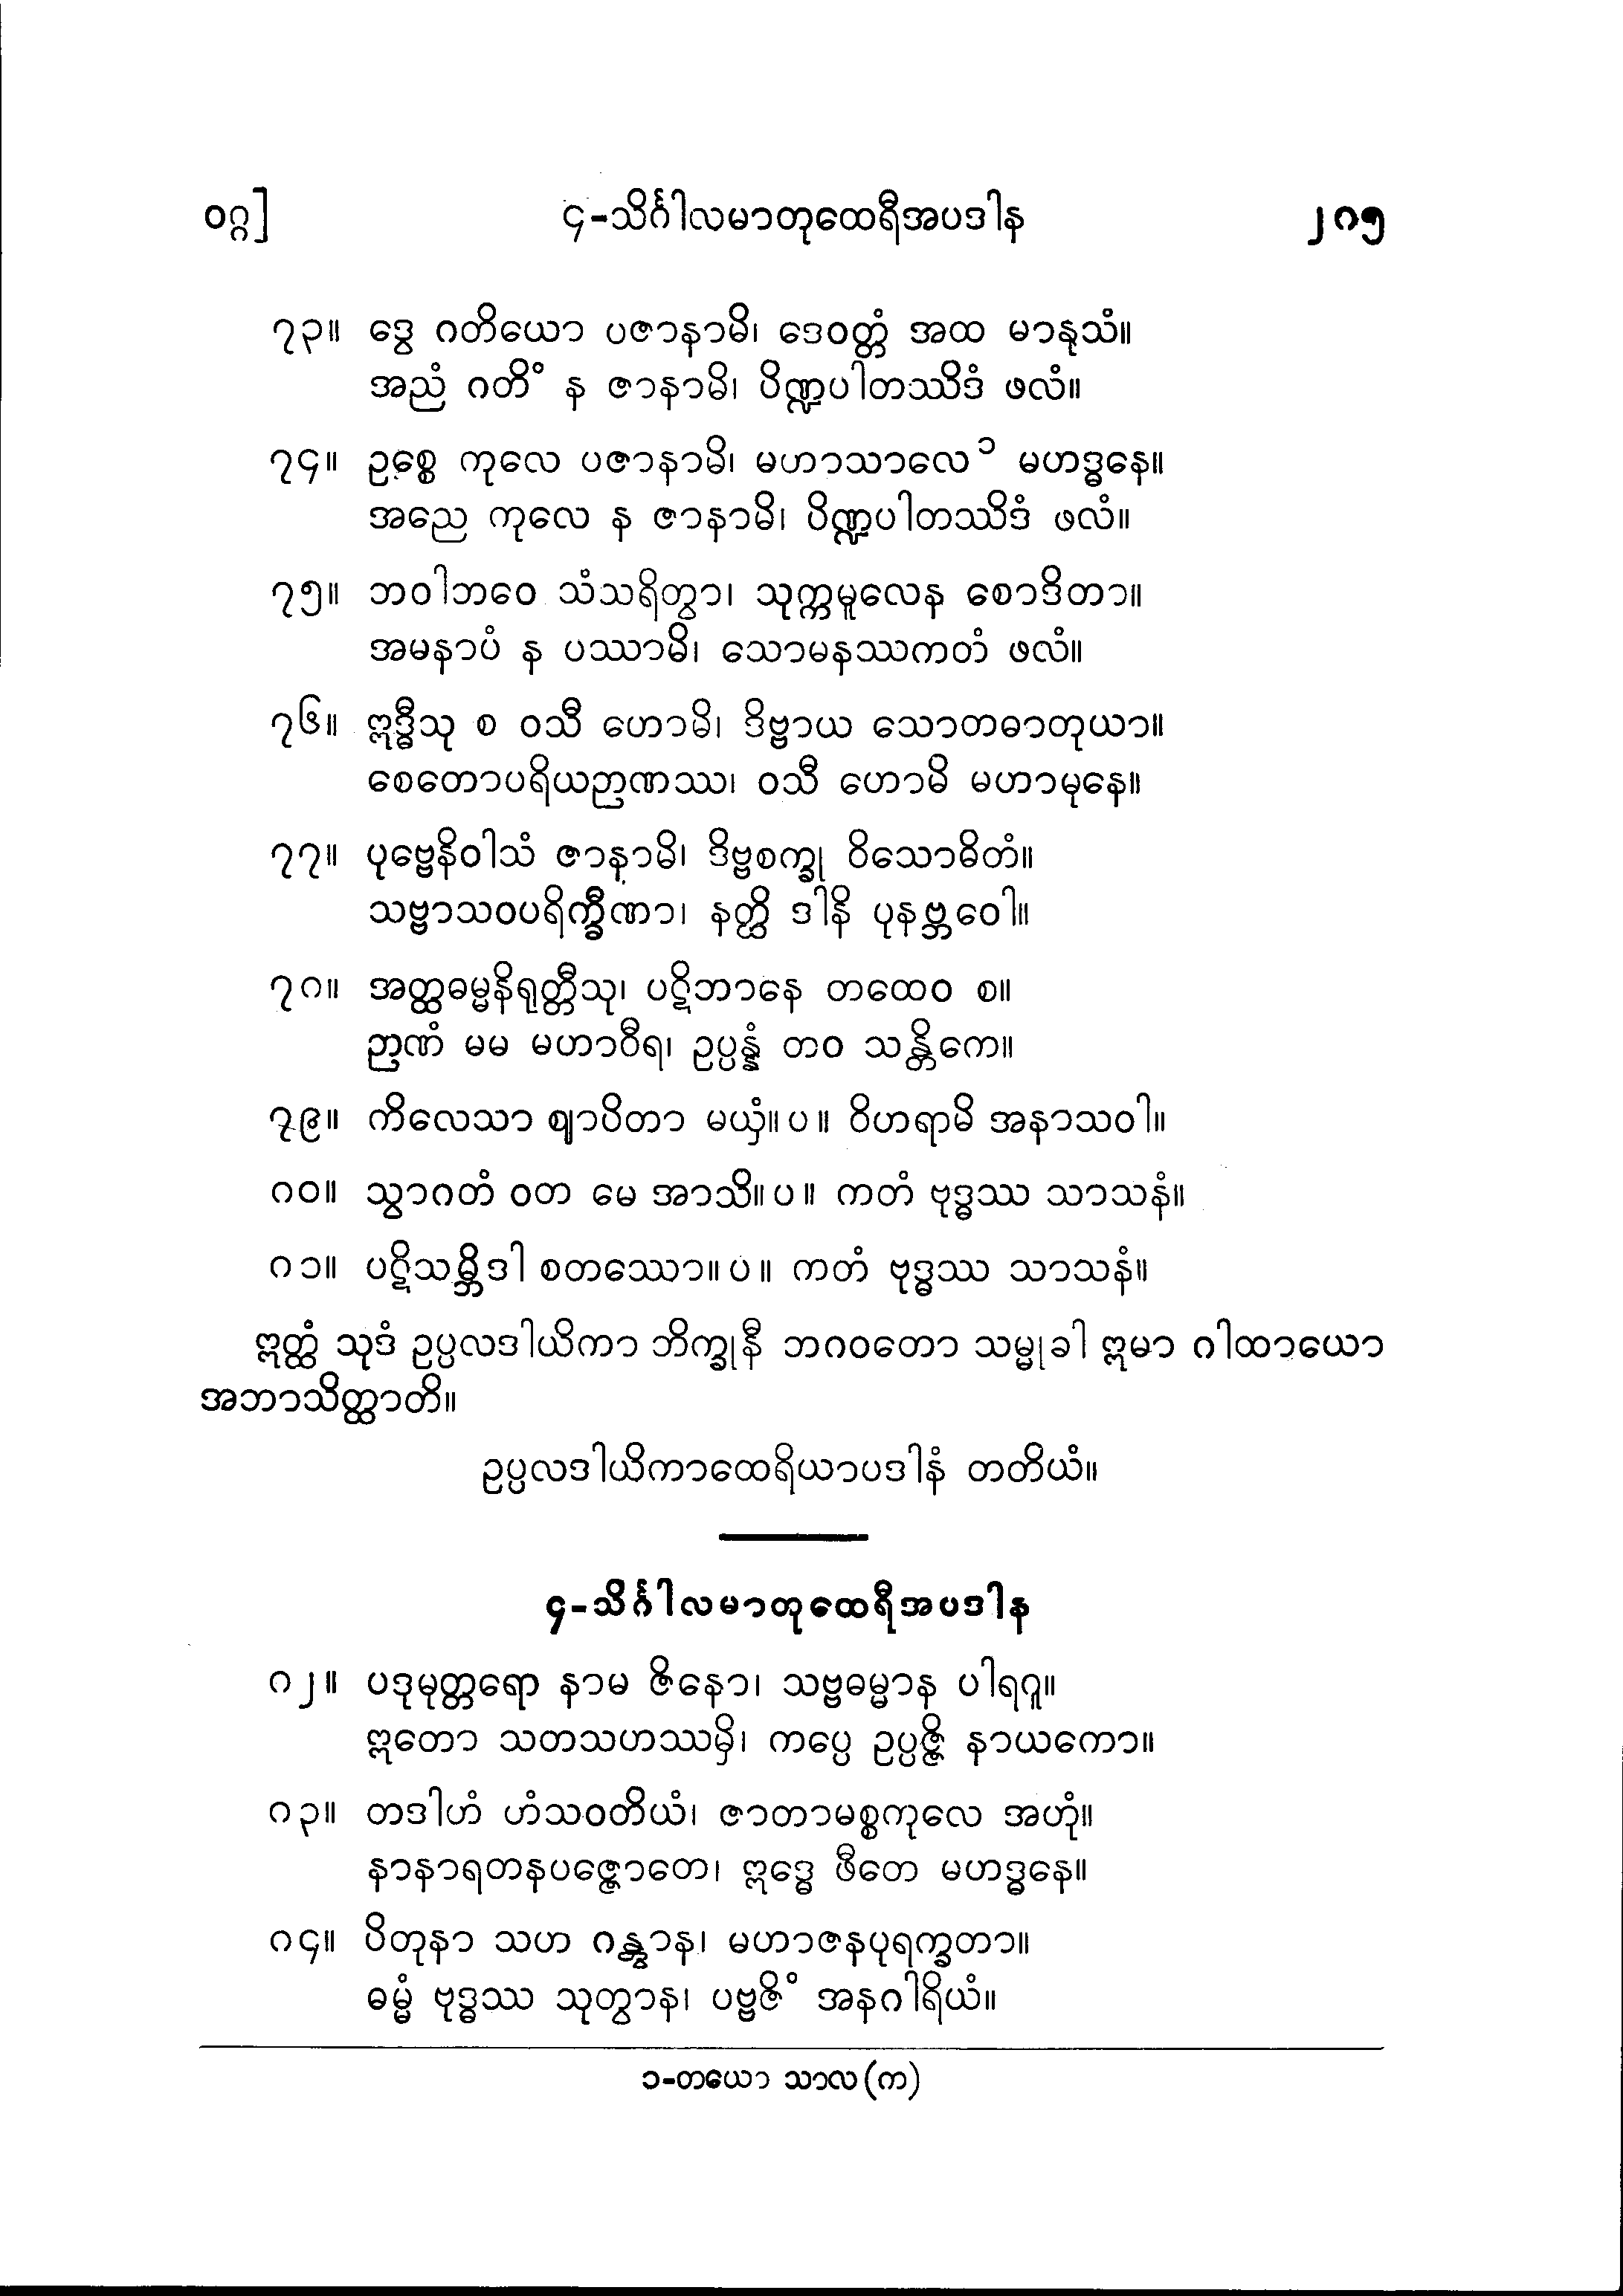 ဝဂ္ဂ] ၄-သိင်္ဂါလမာတုထေရီအပဒါန ၂၈၅
၇၃။ ဒွေ ဂတိယော ပဇာနာမိ၊ ဒေဝတ္တံ အထ မာနုသံ။
အညံ ဂတိံ န ဇာနာမိ၊ ပိဏ္ဍပါတဿိဒံ ဖလံ။
၇၄။ ဥစ္စေ ကုလေ ပဇာနာမိ၊ မဟာသာလေ ၁ မဟဒ္ဓနေ။
အညေ ကုလေ န ဇာနာမိ၊ ပိဏ္ဍပါတဿိဒံ ဖလံ။
၇၅။ ဘဝါဘဝေ သံသရိတွာ၊ သုက္ကမူလေန စောဒိတာ။
အမနာပံ န ပဿာမိ၊ သောမနဿကတံ ဖလံ။
၇၆။ ဣဒ္ဓီသု စ ဝသီ ဟောမိ၊ ဒိဗ္ဗာယ သောတဓာတုယာ။
စေတောပရိယဉာဏဿ၊ ဝသီ ဟောမိ မဟာမုနေ။
၇၇။ ပုဗ္ဗေနိဝါသံ ဇာနာမိ၊ ဒိဗ္ဗစက္ခု ဝိသောဓိတံ။
သဗ္ဗာသဝပရိက္ခီဏာ၊ နတ္ထိ ဒါနိ ပုနဗ္ဘဝေါ။
၇၈။ အတ္ထဓမ္မနိရုတ္တီသု၊ ပဋိဘာနေ တထေဝ စ။
ဉာဏံ မမ မဟာဝီရ၊ ဥပ္ပန္နံ တဝ သန္တိကေ။
၇၉။ ကိလေသာ ဈာပိတာ မယှံ။ ပ ။ ဝိဟရာမိ အနာသဝါ။
၈၀။ သွာဂတံ ဝတ မေ အာသိ။ ပ ။ ကတံ ဗုဒ္ဓဿ သာသနံ။
၈၁။ ပဋိသမ္ဘိဒါ စတဿော။ ပ ။ ကတံ ဗုဒ္ဓဿ သာသနံ။
ဣတ္ထံ သုဒံ ဥပ္ပလဒါယိကာ ဘိက္ခုနီ ဘဂဝတော သမ္မုခါ ဣမာ ဂါထာယော
အဘာသိတ္ထာတိ။
ဥပ္ပလဒါယိကာထေရိယာပဒါနံ တတိယံ။
၄-သိင်္ဂါလမာတုထေရီအပဒါန
၈၂။ ပဒုမုတ္တရော နာမ ဇိနော၊ သဗ္ဗဓမ္မာန ပါရဂူ။
ဣတော သတသဟဿမှိ၊ ကပ္ပေ ဥပ္ပဇ္ဇိ နာယကော။
၈၃။ တဒါဟံ ဟံသဝတိယံ၊ ဇာတာမစ္စကုလေ အဟုံ။
နာနာရတနပဇ္ဇောတေ၊ ဣဒ္ဓေ ဖီတေ မဟဒ္ဓနေ။
၈၄။ ပိတုနာ သဟ ဂန္တွာန၊ မဟာဇနပုရက္ခတာ။
ဓမ္မံ ဗုဒ္ဓဿ သုတွာန၊ ပဗ္ဗဇိံ အနဂါရိယံ။
၁-တယော သာလ (က)